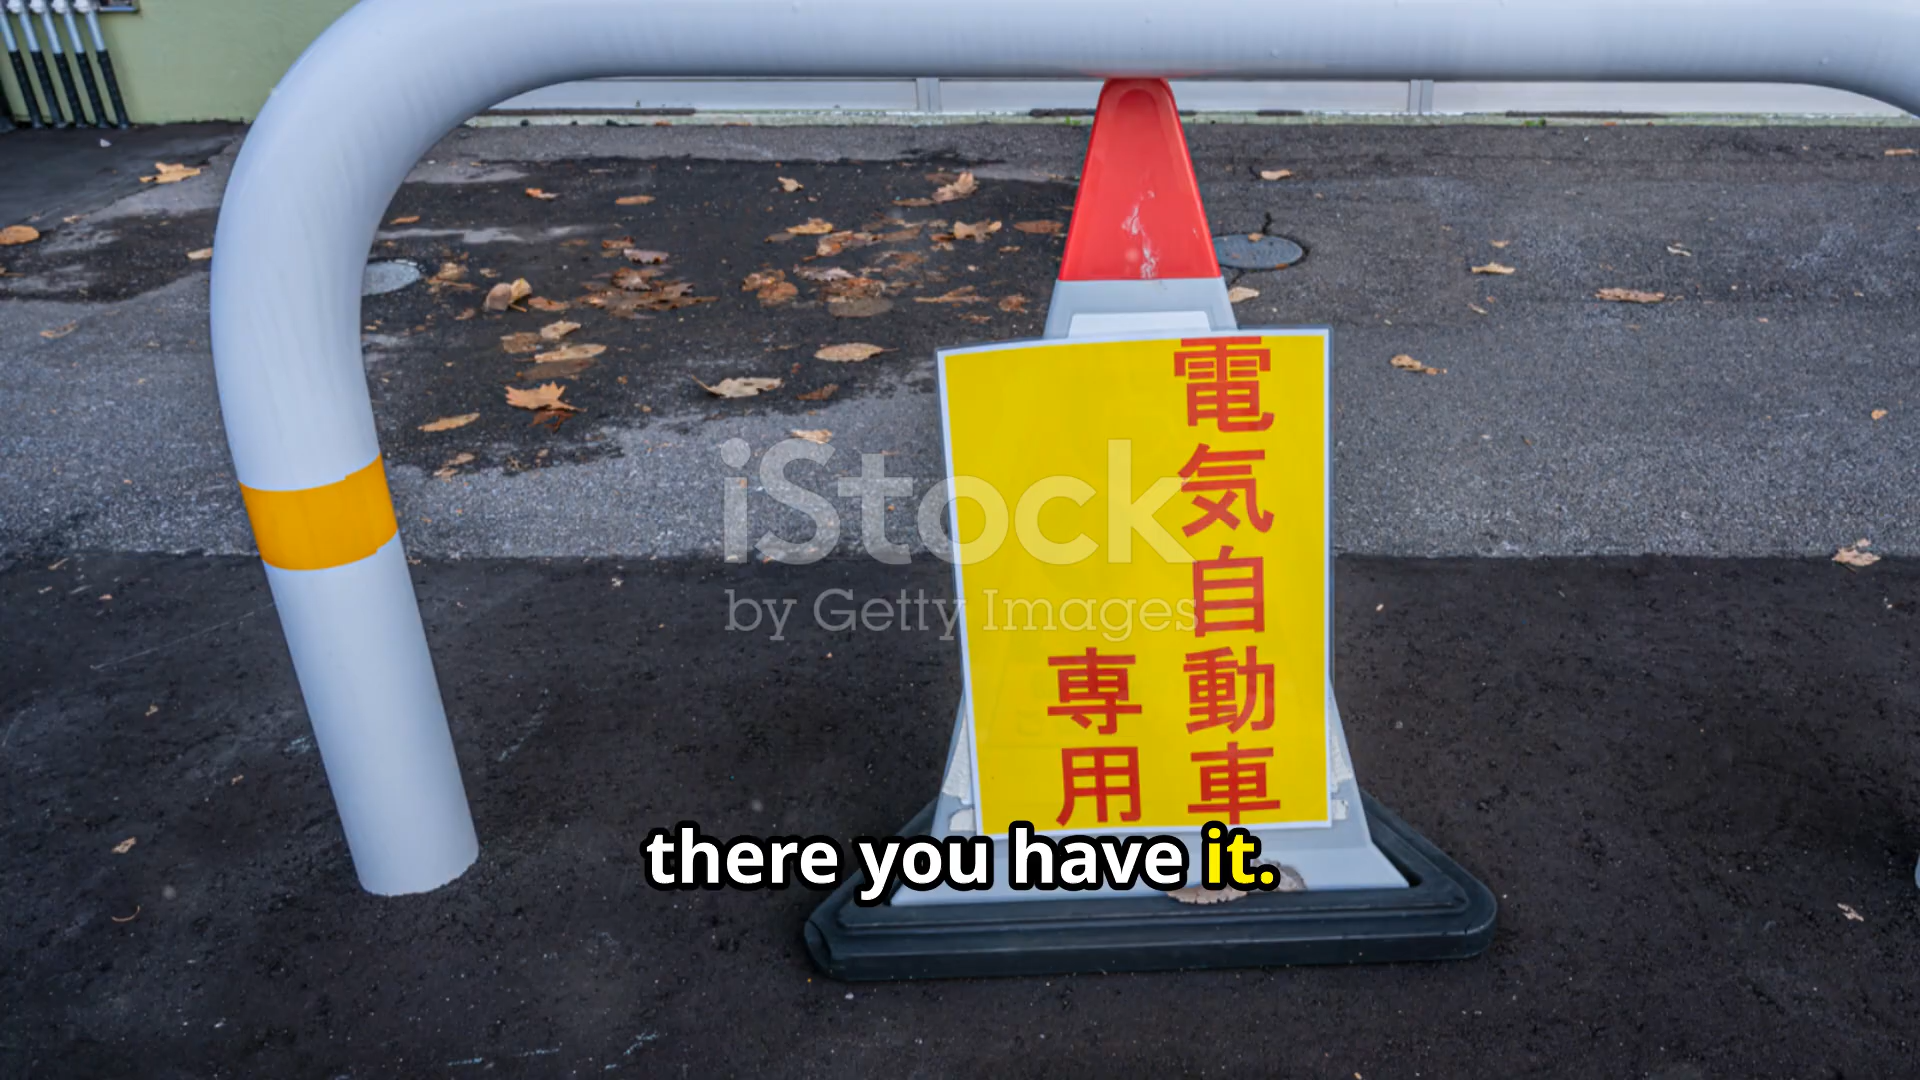 電気自動車
専用
iStock
by Getty Images
there you have it.